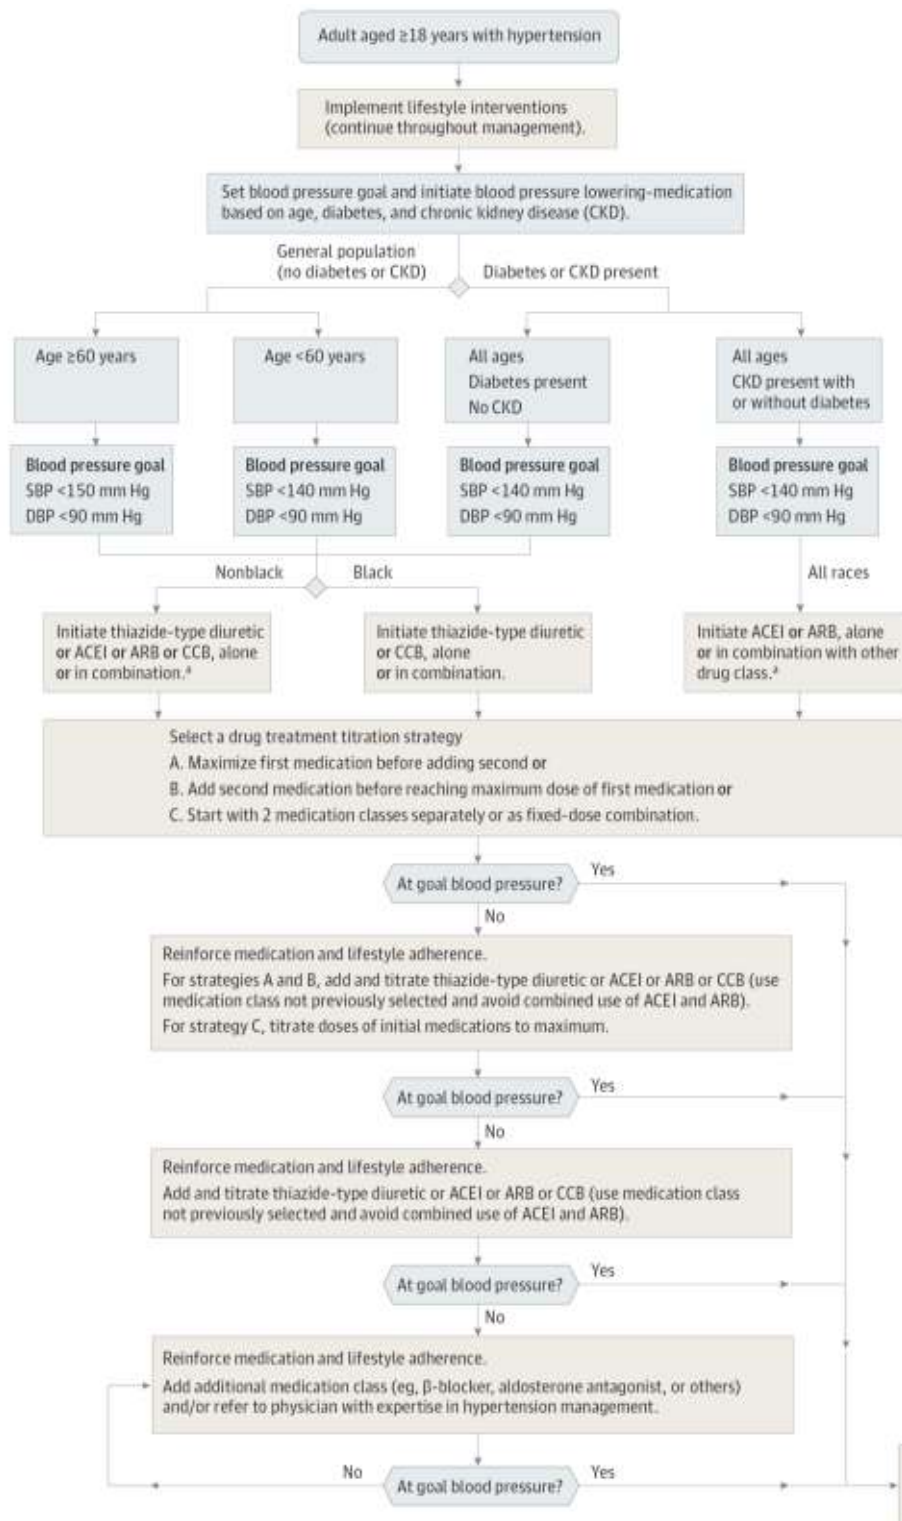 Adult aged ≥18 years with hypertension
Implement lifestyle interventions
(continue throughout management).
Set blood pressure goal and initiate blood pressure lowering-medication
based on age, diabetes, and chronic kidney disease (CKD).
General population
(no diabetes or CKD)
Diabetes or CKD present
Age ≥60 years
Age <60 years
All ages
Diabetes present
No CKD
All ages
CKD present with
or without diabetes
Blood pressure goal
SBP <150 mm Hg
DBP <90 mm Hg
Blood pressure goal
SBP <140 mm Hg
DBP <90 mm Hg
Blood pressure goal
SBP <140 mm Hg
DBP <90 mm Hg
Blood pressure goal
SBP <140 mm Hg
DBP <90 mm Hg
Nonblack
Black
All races
Initiate thiazide-type diuretic
or ACEI or ARB or CCB, alone
or in combination.ª
Initiate thiazide-type diuretic
or CCB, alone
or in combination.
Initiate ACEI or ARB, alone
or in combination with other
drug class.ª
Select a drug treatment titration strategy
A. Maximize first medication before adding second or
B. Add second medication before reaching maximum dose of first medication or
C. Start with 2 medication classes separately or as fixed-dose combination.
At goal blood pressure?
Yes
No
Reinforce medication and lifestyle adherence.
For strategies A and B, add and titrate thiazide-type diuretic or ACEI or ARB or CCB (use
medication class not previously selected and avoid combined use of ACEI and ARB).
For strategy C, titrate doses of initial medications to maximum.
At goal blood pressure?
Yes
No
Reinforce medication and lifestyle adherence.
Add and titrate thiazide-type diuretic or ACEI or ARB or CCB (use medication class
not previously selected and avoid combined use of ACEI and ARB).
At goal blood pressure?
Yes
No
Reinforce medication and lifestyle adherence.
Add additional medication class (eg, β-blocker, aldosterone antagonist, or others)
and/or refer to physician with expertise in hypertension management.
No
At goal blood pressure?
Yes